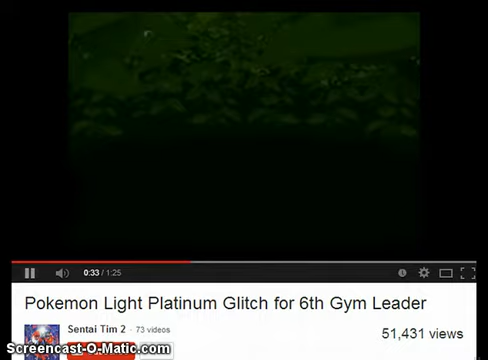 0:33 / 1:25
Pokemon Light Platinum Glitch for 6th Gym Leader
Sentai Tim 2 · 73 videos
51,431 views
Screencast-O-Matic.com